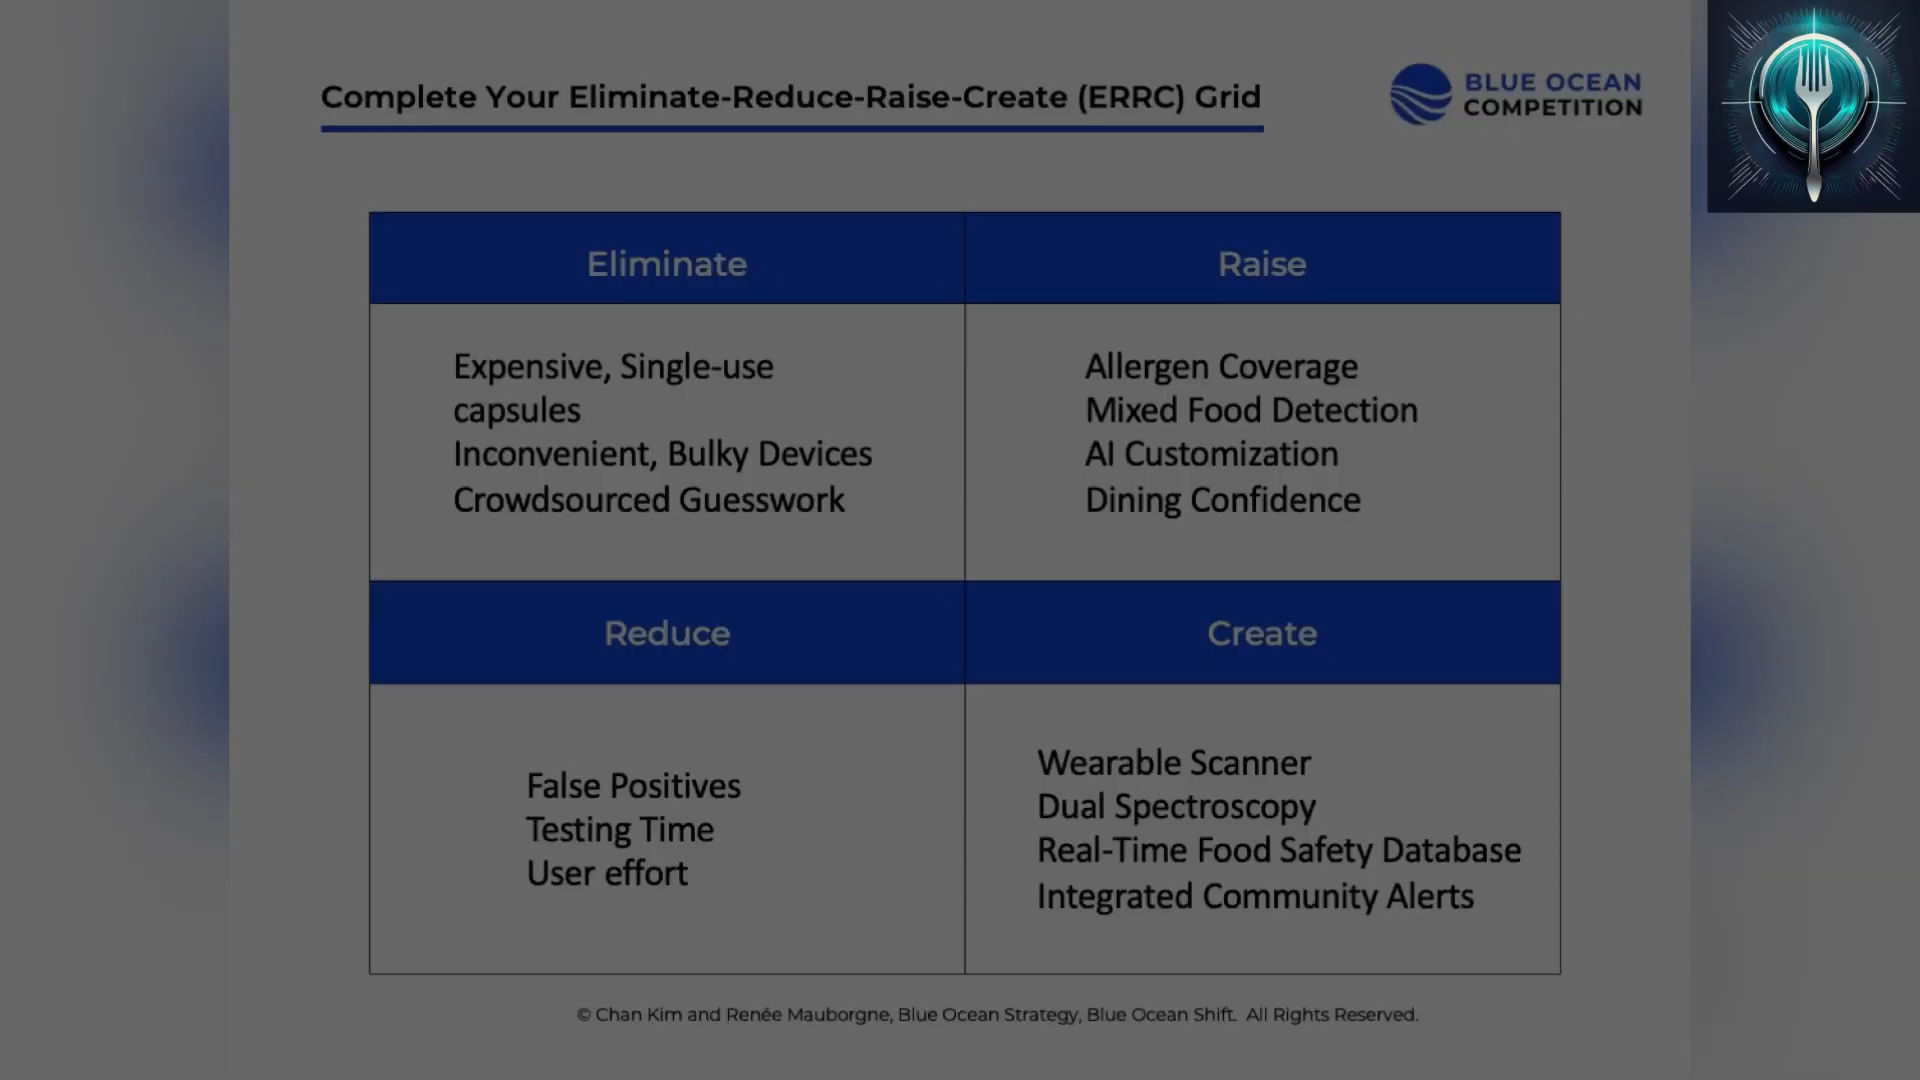 Complete Your Eliminate-Reduce-Raise-Create (ERRC) Grid
BLUE OCEAN
COMPETITION
Eliminate
Raise
Expensive, Single-use
capsules
Inconvenient, Bulky Devices
Crowdsourced Guesswork
Allergen Coverage
Mixed Food Detection
AI Customization
Dining Confidence
Reduce
Create
False Positives
Testing Time
User effort
Wearable Scanner
Dual Spectroscopy
Real-Time Food Safety Database
Integrated Community Alerts
© Chan Kim and Renée Mauborgne, Blue Ocean Strategy, Blue Ocean Shift. All Rights Reserved.